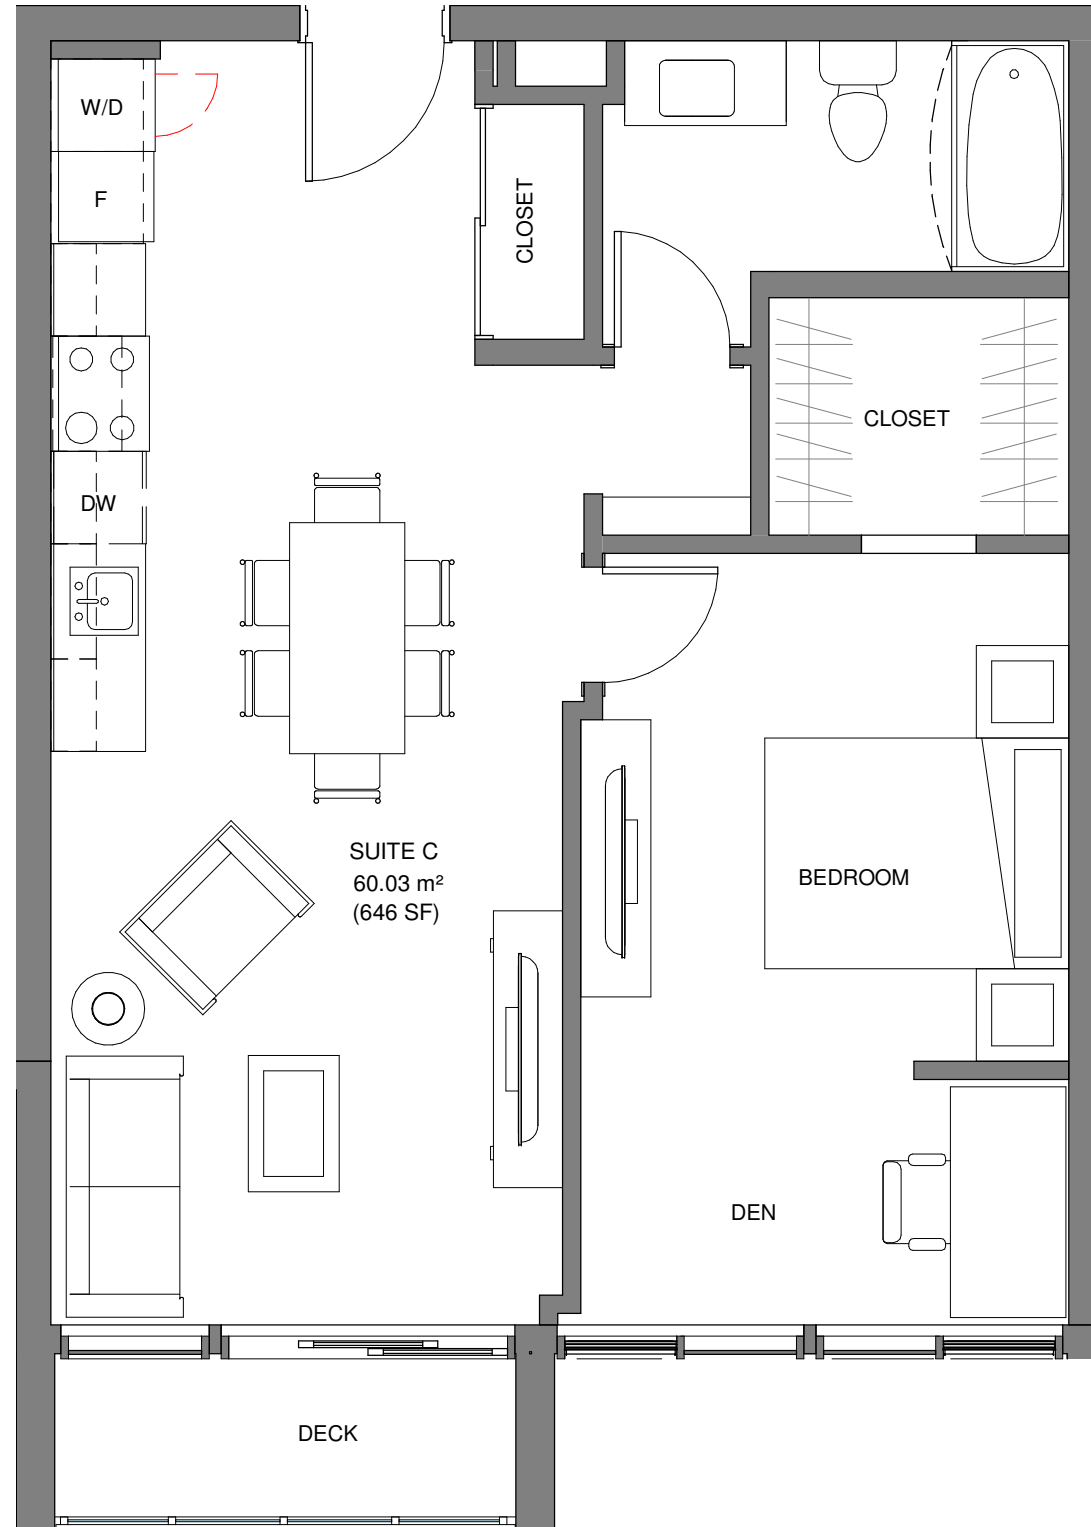 W/D
F
CLOSET
CLOSET
DW
SUITE C
60.03 m²
(646 SF)
BEDROOM
DEN
DECK